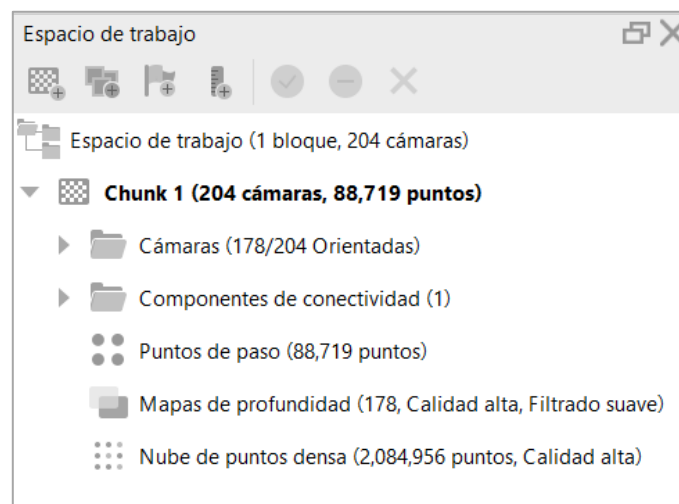 Espacio de trabajo
Espacio de trabajo (1 bloque, 204 cámaras)
Chunk 1 (204 cámaras, 88,719 puntos)
Cámaras (178/204 Orientadas)
Componentes de conectividad (1)
Puntos de paso (88,719 puntos)
Mapas de profundidad (178, Calidad alta, Filtrado suave)
Nube de puntos densa (2,084,956 puntos, Calidad alta)